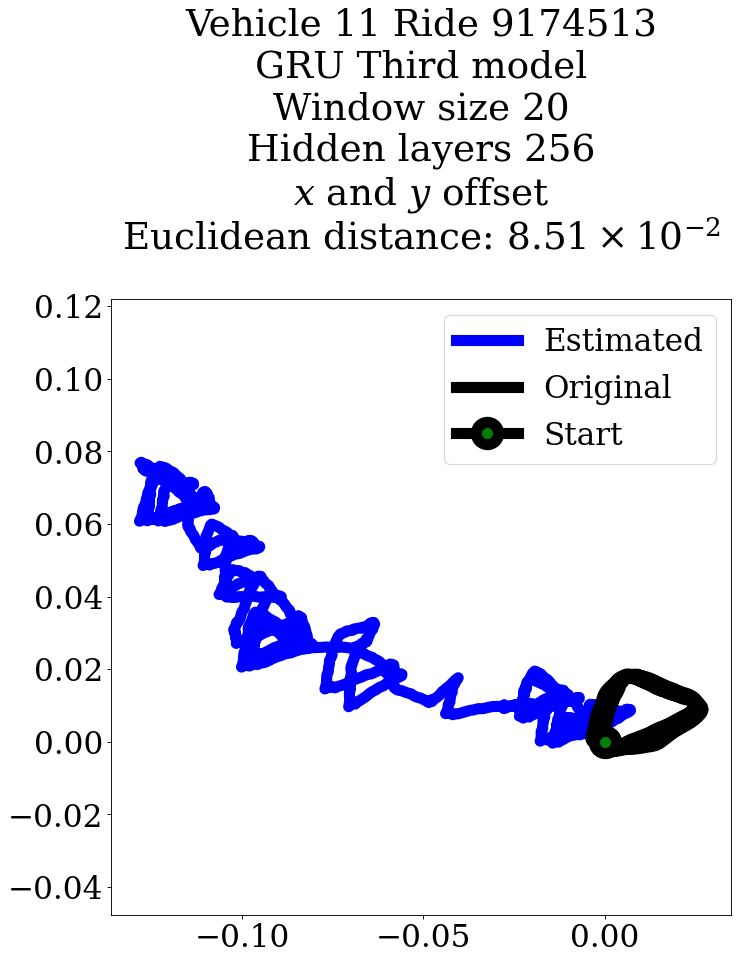 Vehicle 11 Ride 9174513
GRU Third model
Window size 20
Hidden layers 256
x and y offset
Euclidean distance: 8.51 × 10⁻²
0.12
0.10
0.08
0.06
0.04
0.02
0.00
−0.02
−0.04
Estimated
Original
Start
−0.10
−0.05
0.00